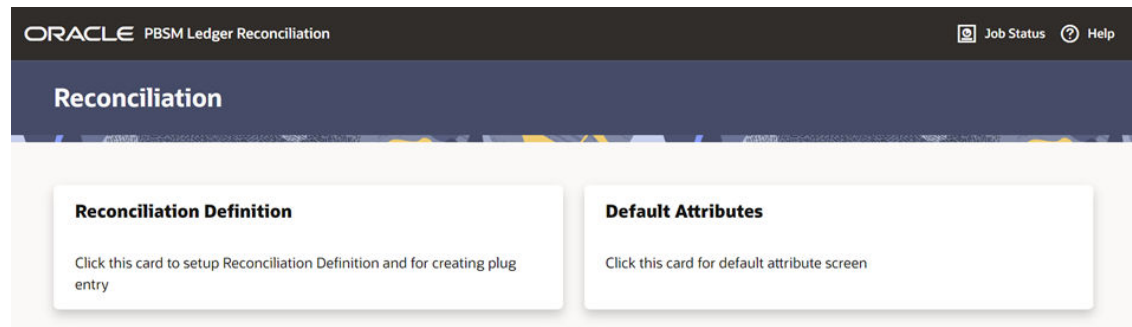 ORACLE PBSM Ledger Reconciliation Job Status Help
Reconciliation
Reconciliation Definition
Click this card to setup Reconciliation Definition and for creating plug
entry
Default Attributes
Click this card for default attribute screen